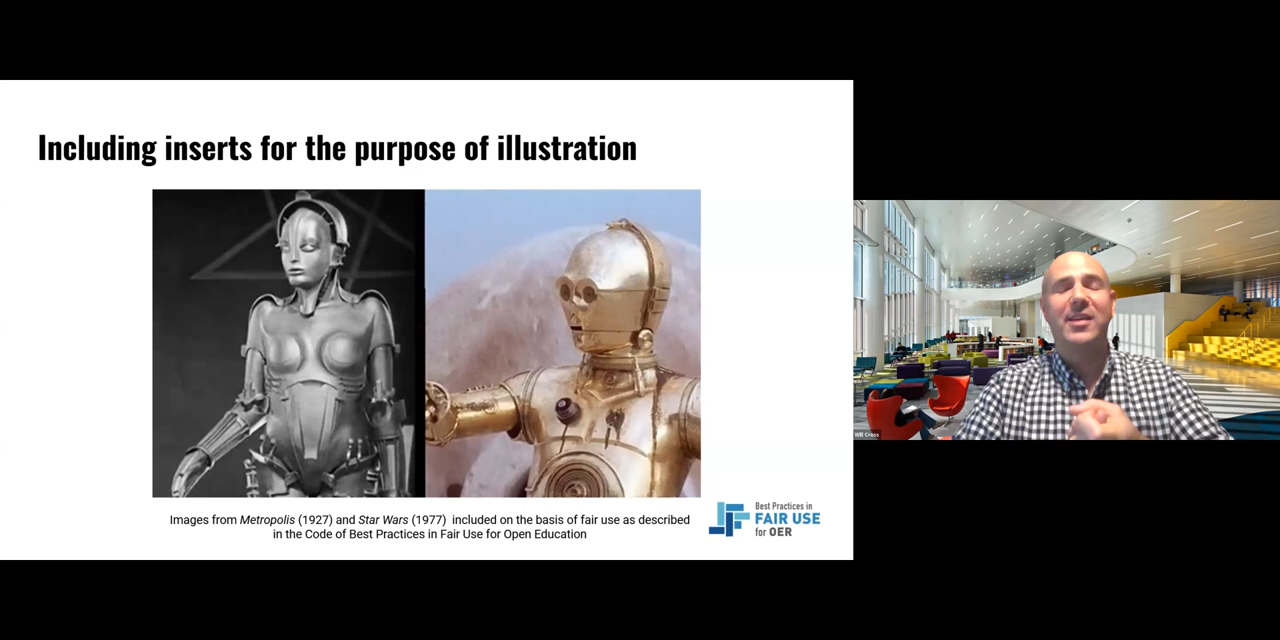 Including inserts for the purpose of illustration
Images from Metropolis (1927) and Star Wars (1977) included on the basis of fair use as described
in the Code of Best Practices in Fair Use for Open Education
Best Practices in
FAIR USE
for OER
Will Cross